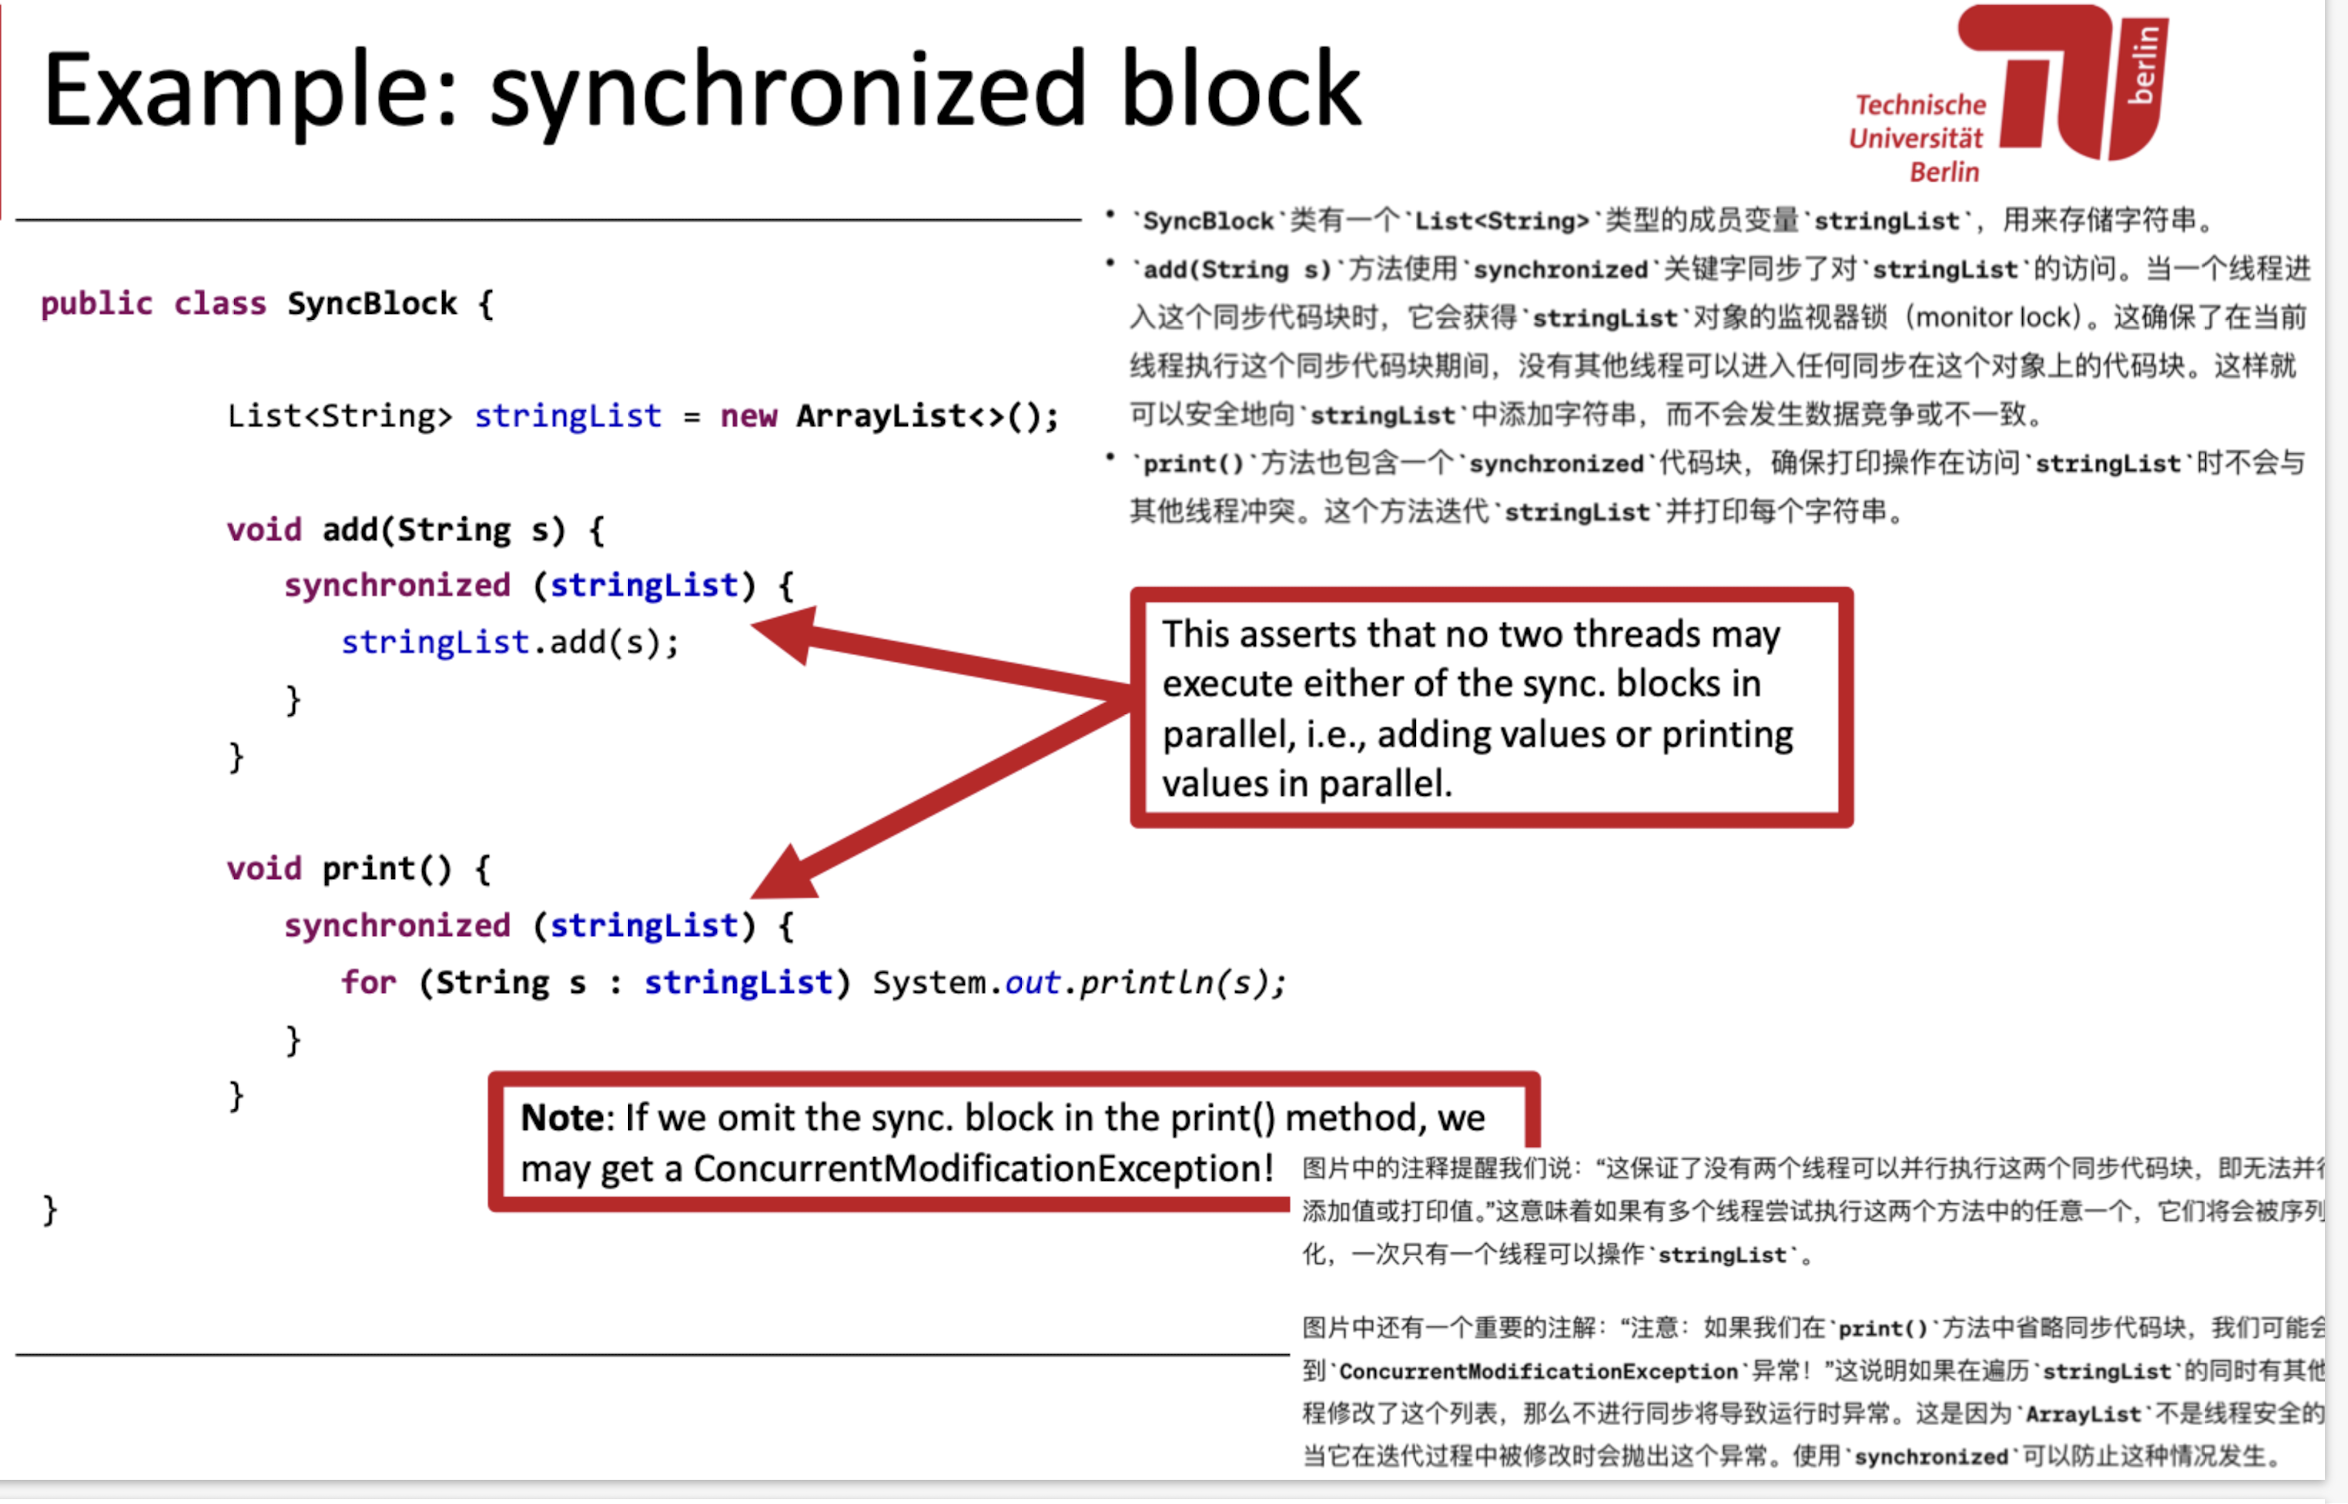 Example: synchronized block
Technische
Universität
Berlin
berlin
public class SyncBlock {
List<String> stringList = new ArrayList<>();
void add(String s) {
synchronized (stringList) {
stringList.add(s);
}
}
void print() {
synchronized (stringList) {
for (String s : stringList) System.out.println(s);
}
}
}
• `SyncBlock`类有一个`List<String>`类型的成员变量`stringList`，用来存储字符串。
• `add(String s)`方法使用`synchronized`关键字同步了对`stringList`的访问。当一个线程进
入这个同步代码块时，它会获得`stringList`对象的监视器锁（monitor lock）。这确保了在当前
线程执行这个同步代码块期间，没有其他线程可以进入任何同步在这个对象上的代码块。这样就
可以安全地向`stringList`中添加字符串，而不会发生数据竞争或不一致。
• `print()`方法也包含一个`synchronized`代码块，确保打印操作在访问`stringList`时不会与
其他线程冲突。这个方法迭代`stringList`并打印每个字符串。
This asserts that no two threads may
execute either of the sync. blocks in
parallel, i.e., adding values or printing
values in parallel.
Note: If we omit the sync. block in the print() method, we
may get a ConcurrentModificationException!
图片中的注释提醒我们说：“这保证了没有两个线程可以并行执行这两个同步代码块，即无法并行
添加值或打印值。”这意味着如果有多个线程尝试执行这两个方法中的任意一个，它们将会被序列
化，一次只有一个线程可以操作`stringList`。
图片中还有一个重要的注解：“注意：如果我们在`print()`方法中省略同步代码块，我们可能会
到`ConcurrentModificationException`异常！”这说明如果在遍历`stringList`的同时有其他
程修改了这个列表，那么不进行同步将导致运行时异常。这是因为`ArrayList`不是线程安全的
当它在迭代过程中被修改时会抛出这个异常。使用`synchronized`可以防止这种情况发生。